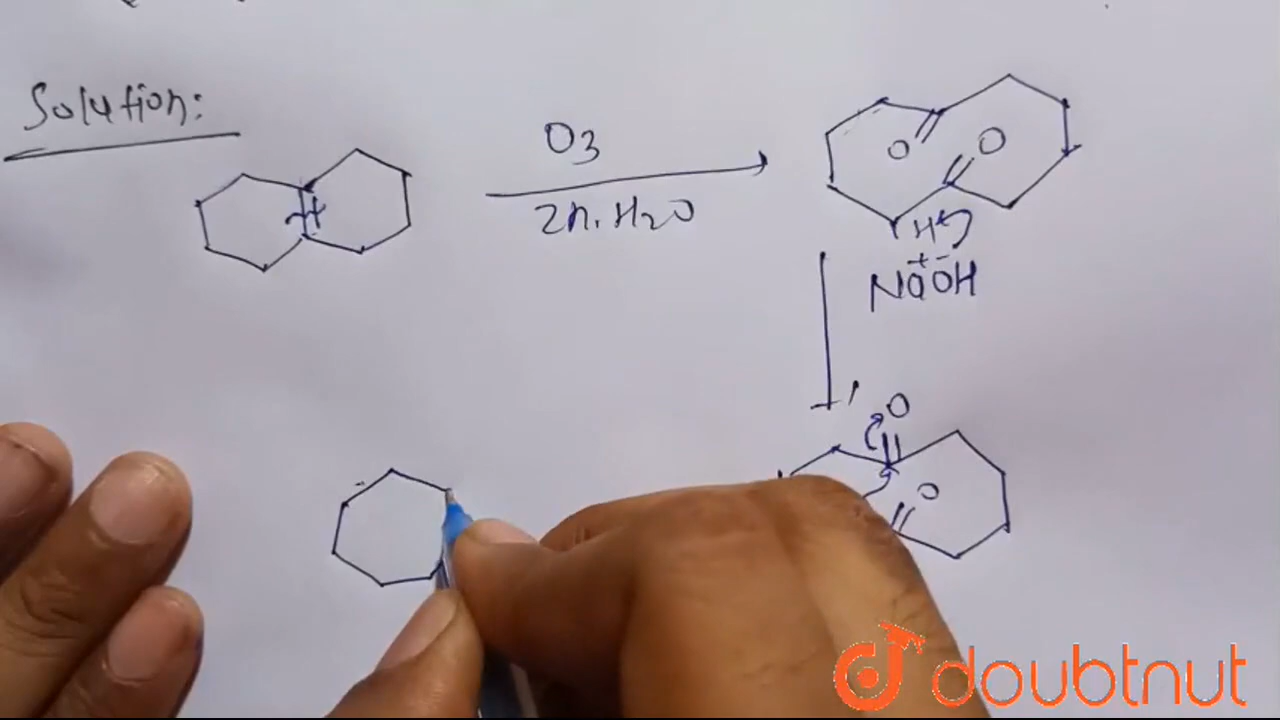 Solution:
O3
Zn, H2O
O
O
H
+ -
NaOH
O
O
doubtnut